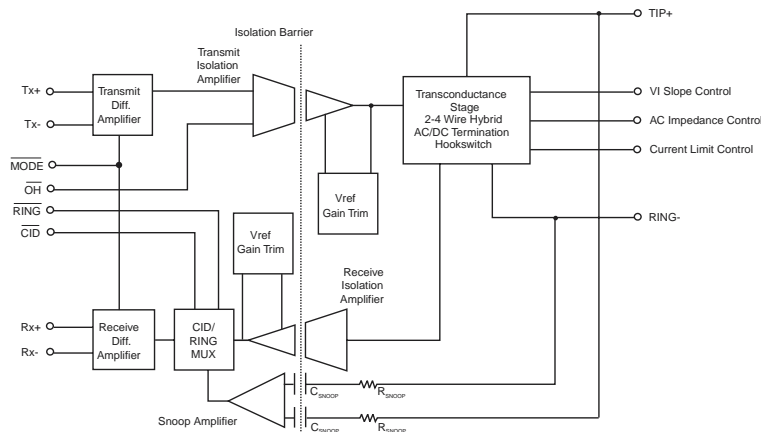 Isolation Barrier
TIP+
Transmit
Isolation
Amplifier
Tx+
Tx-
Transmit
Diff.
Amplifier
Transconductance
Stage
2-4 Wire Hybrid
AC/DC Termination
Hookswitch
VI Slope Control
AC Impedance Control
Current Limit Control
MODE
OH
RING
CID
Vref
Gain Trim
Vref
Gain Trim
RING-
Receive
Isolation
Amplifier
Rx+
Rx-
Receive
Diff.
Amplifier
CID/
RING
MUX
CSNOOP
RSNOOP
Snoop Amplifier
CSNOOP
RSNOOP